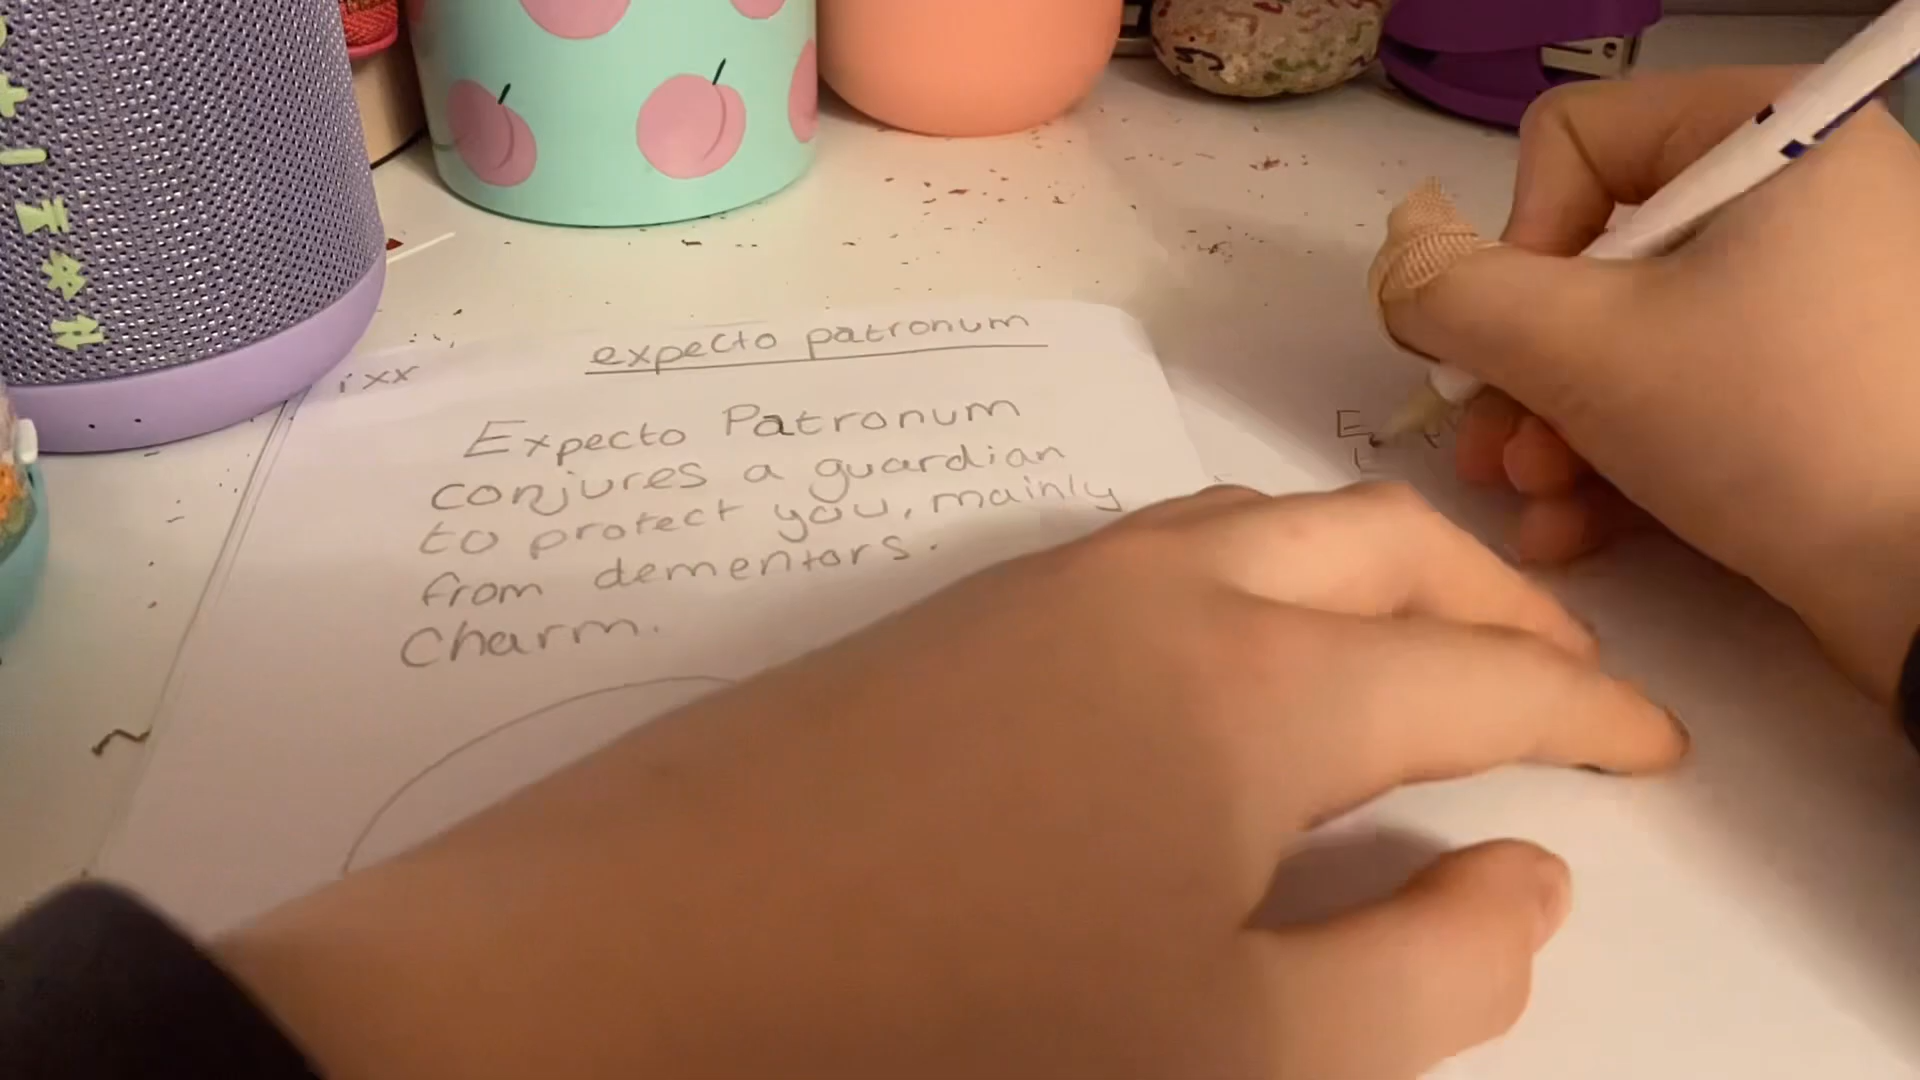 expecto patronum
ixx
Expecto Patronum
conjures a guardian
to protect you, mainly
from dementors.
Charm.